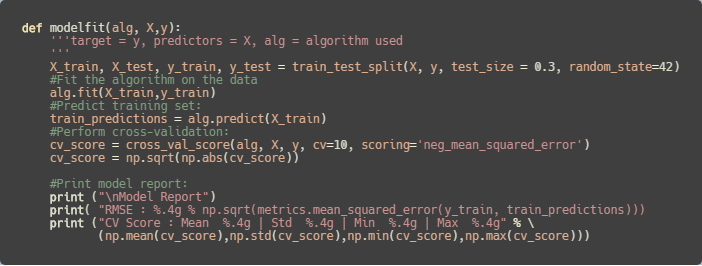 def modelfit(alg, X,y):
    '''target = y, predictors = X, alg = algorithm used
    '''
    X_train, X_test, y_train, y_test = train_test_split(X, y, test_size = 0.3, random_state=42)
    #Fit the algorithm on the data
    alg.fit(X_train,y_train)
    #Predict training set:
    train_predictions = alg.predict(X_train)
    #Perform cross-validation:
    cv_score = cross_val_score(alg, X, y, cv=10, scoring='neg_mean_squared_error')
    cv_score = np.sqrt(np.abs(cv_score))

    #Print model report:
    print ("\nModel Report")
    print( "RMSE : %.4g % np.sqrt(metrics.mean_squared_error(y_train, train_predictions)))
    print ("CV Score : Mean  %.4g | Std  %.4g | Min  %.4g | Max  %.4g" % \
           (np.mean(cv_score),np.std(cv_score),np.min(cv_score),np.max(cv_score)))